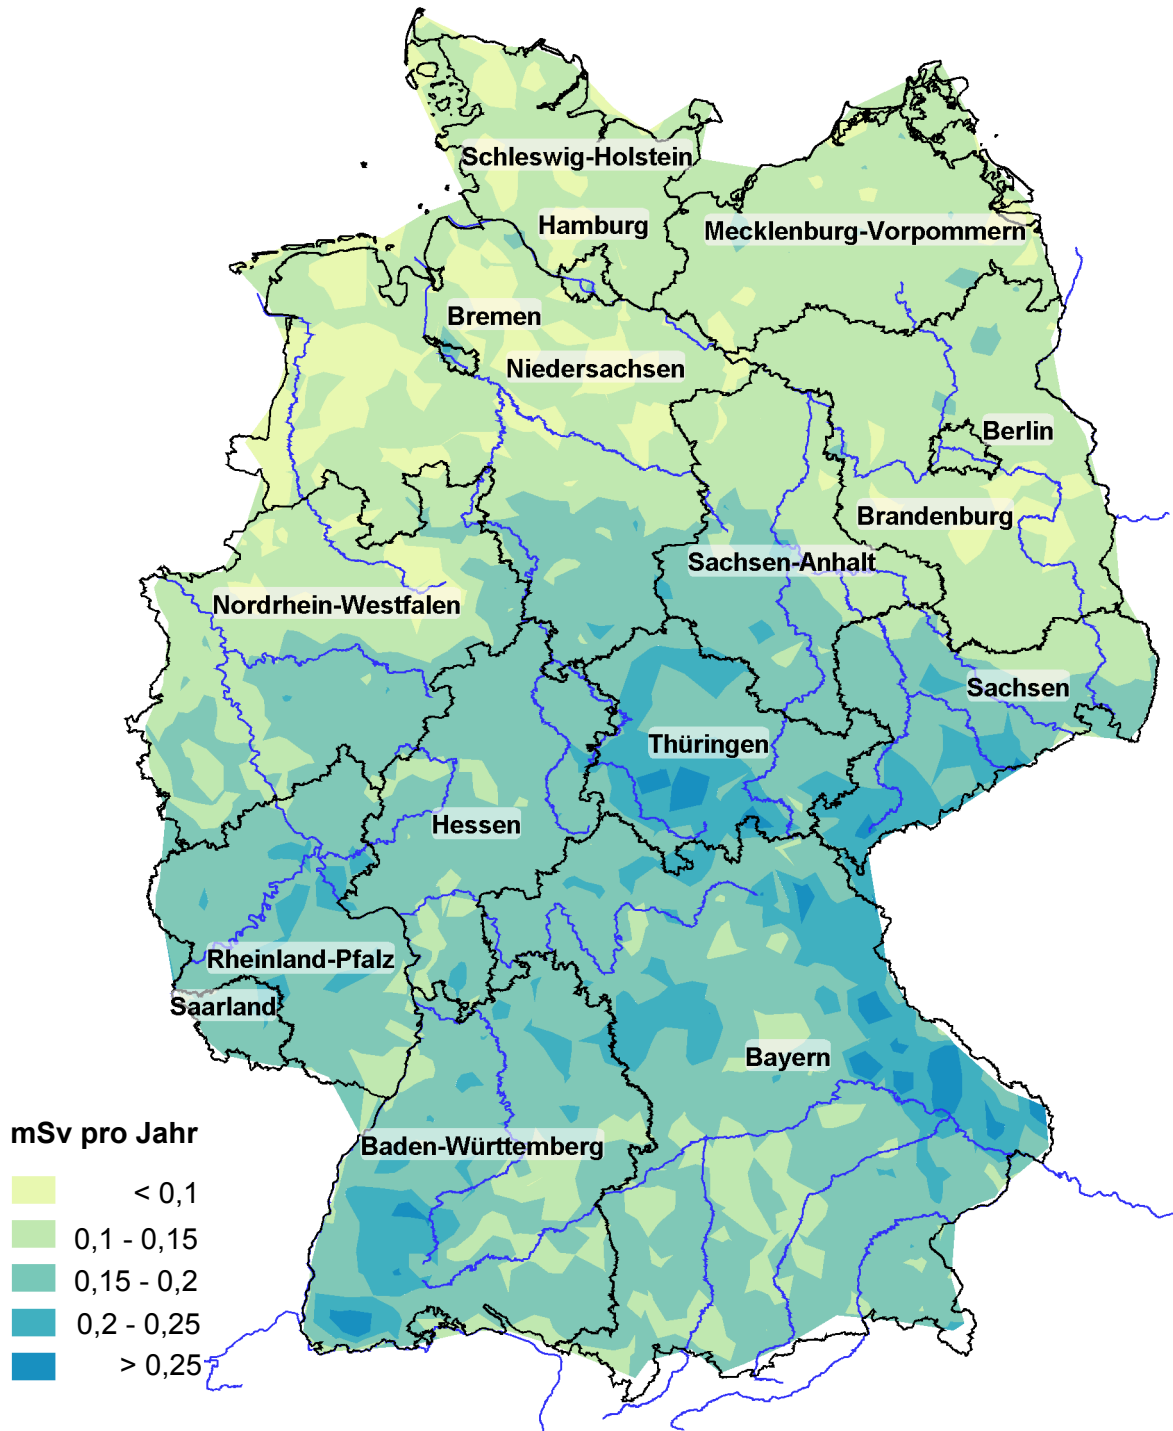 Schleswig-Holstein
Hamburg
Mecklenburg-Vorpommern
Bremen
Niedersachsen
Berlin
Brandenburg
Sachsen-Anhalt
Nordrhein-Westfalen
Sachsen
Thüringen
Hessen
Rheinland-Pfalz
Saarland
Bayern
Baden-Württemberg
mSv pro Jahr
< 0,1
0,1 - 0,15
0,15 - 0,2
0,2 - 0,25
> 0,25